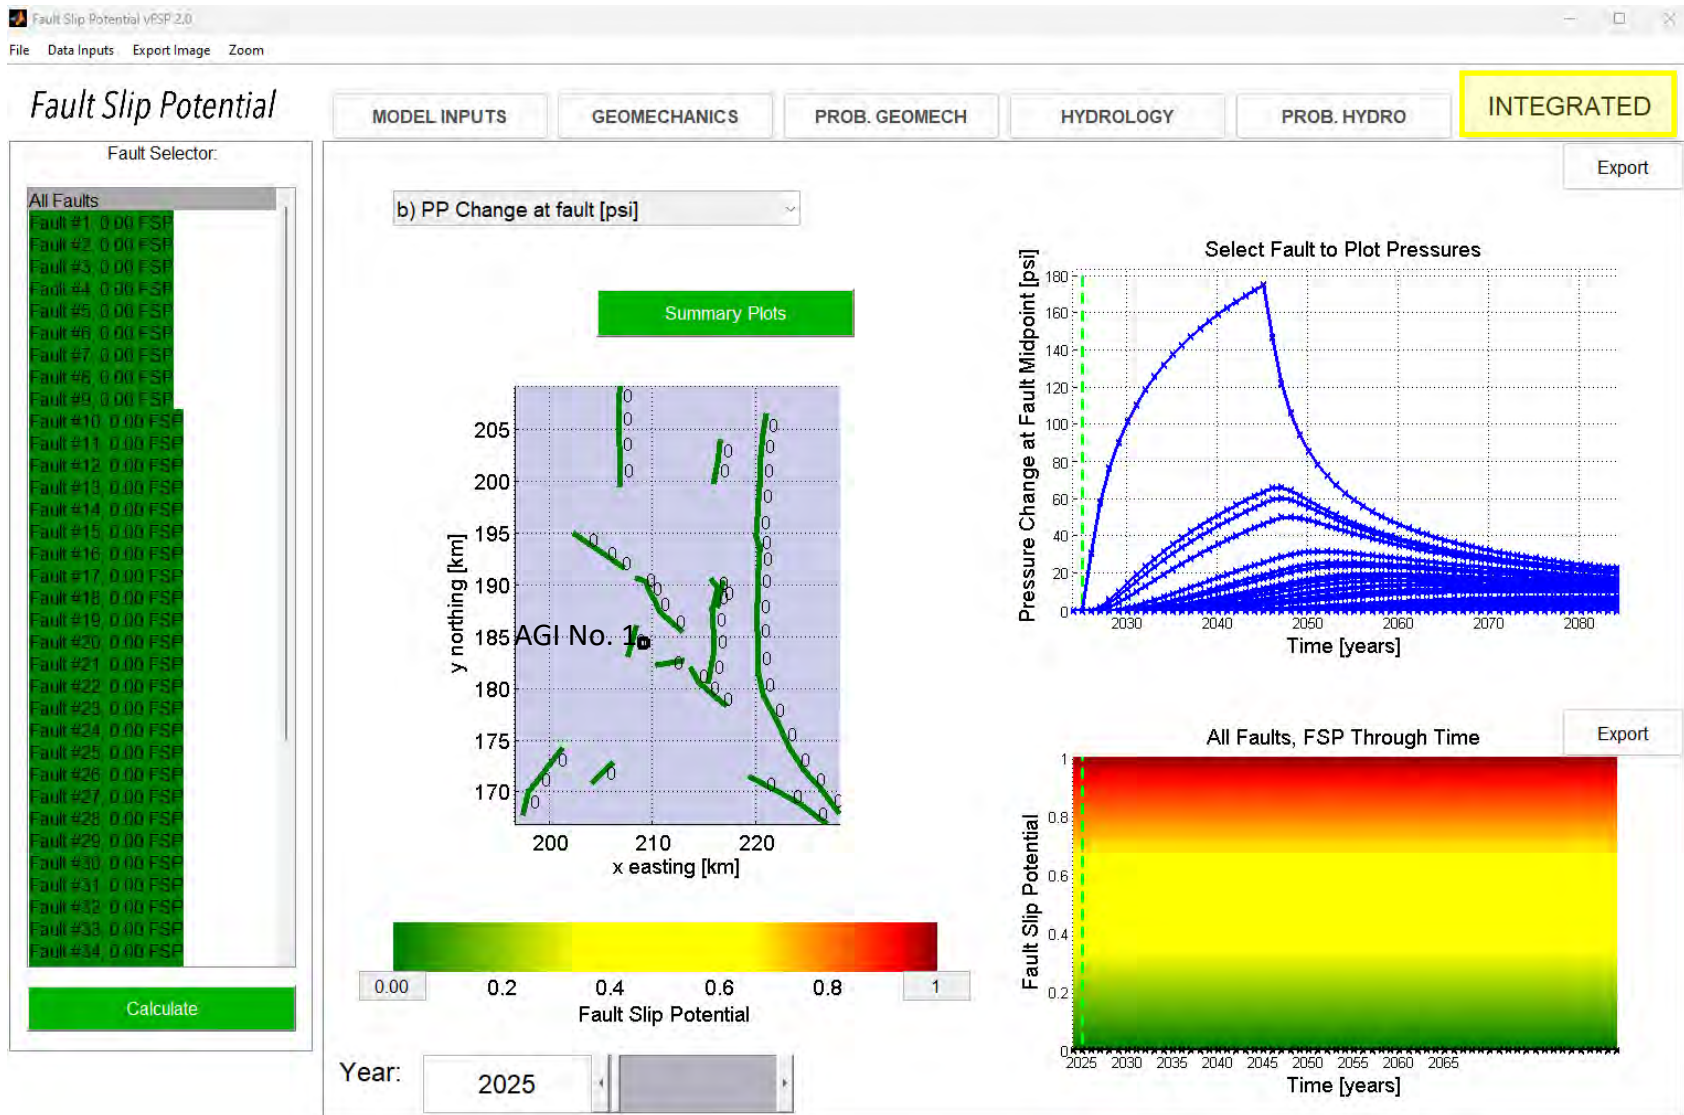 Fault Slip Potential vFSP 2.0
File Data Inputs Export Image Zoom
Fault Slip Potential
MODEL INPUTS
GEOMECHANICS
PROB. GEOMECH
HYDROLOGY
PROB. HYDRO
INTEGRATED
Fault Selector:
All Faults
Fault #1, 0.00 FSP
Fault #2, 0.00 FSP
Fault #3, 0.00 FSP
Fault #4, 0.00 FSP
Fault #5, 0.00 FSP
Fault #6, 0.00 FSP
Fault #7, 0.00 FSP
Fault #8, 0.00 FSP
Fault #9, 0.00 FSP
Fault #10, 0.00 FSP
Fault #11, 0.00 FSP
Fault #12, 0.00 FSP
Fault #13, 0.00 FSP
Fault #14, 0.00 FSP
Fault #15, 0.00 FSP
Fault #16, 0.00 FSP
Fault #17, 0.00 FSP
Fault #18, 0.00 FSP
Fault #19, 0.00 FSP
Fault #20, 0.00 FSP
Fault #21, 0.00 FSP
Fault #22, 0.00 FSP
Fault #23, 0.00 FSP
Fault #24, 0.00 FSP
Fault #25, 0.00 FSP
Fault #26, 0.00 FSP
Fault #27, 0.00 FSP
Fault #28, 0.00 FSP
Fault #29, 0.00 FSP
Fault #30, 0.00 FSP
Fault #31, 0.00 FSP
Fault #32, 0.00 FSP
Fault #33, 0.00 FSP
Fault #34, 0.00 FSP
Calculate
b) PP Change at fault [psi]
Summary Plots
y northing [km]
205
200
195
190
185
180
175
170
AGI No. 1
200 210 220
x easting [km]
0.00 0.2 0.4 0.6 0.8 1
Fault Slip Potential
Year: 2025
Export
Select Fault to Plot Pressures
Pressure Change at Fault Midpoint [psi]
180
160
140
120
100
80
60
40
20
0
2030 2040 2050 2060 2070 2080
Time [years]
Export
All Faults, FSP Through Time
Fault Slip Potential
1
0.8
0.6
0.4
0.2
0
2025 2030 2035 2040 2045 2050 2055 2060 2065
Time [years]